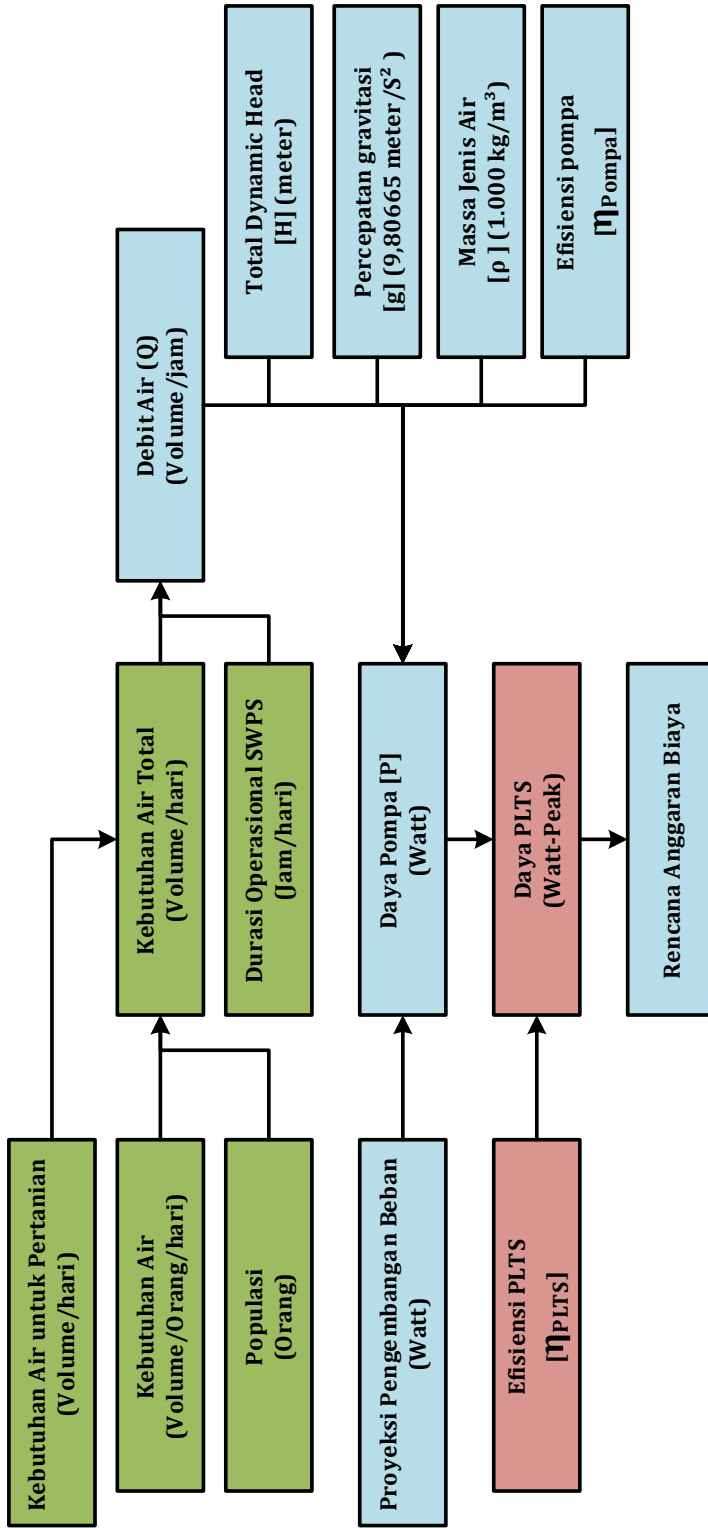 Kebutuhan Air untuk Pertanian
(Volume/hari)
Kebutuhan Air
(Volume/Orang/hari)
Populasi
(Orang)
Kebutuhan Air Total
(Volume/hari)
Durasi Operasional SWPS
(Jam/hari)
Debit Air (Q)
(Volume/jam)
Total Dynamic Head
[H] (meter)
Percepatan gravitasi
[g] (9,80665 meter/S² )
Massa Jenis Air
[ρ ] (1.000 kg/m³)
Efisiensi pompa
[ηPompa]
Proyeksi Pengembangan Beban
(Watt)
Daya Pompa [P]
(Watt)
Efisiensi PLTS
[ηPLTS]
Daya PLTS
(Watt-Peak)
Rencana Anggaran Biaya